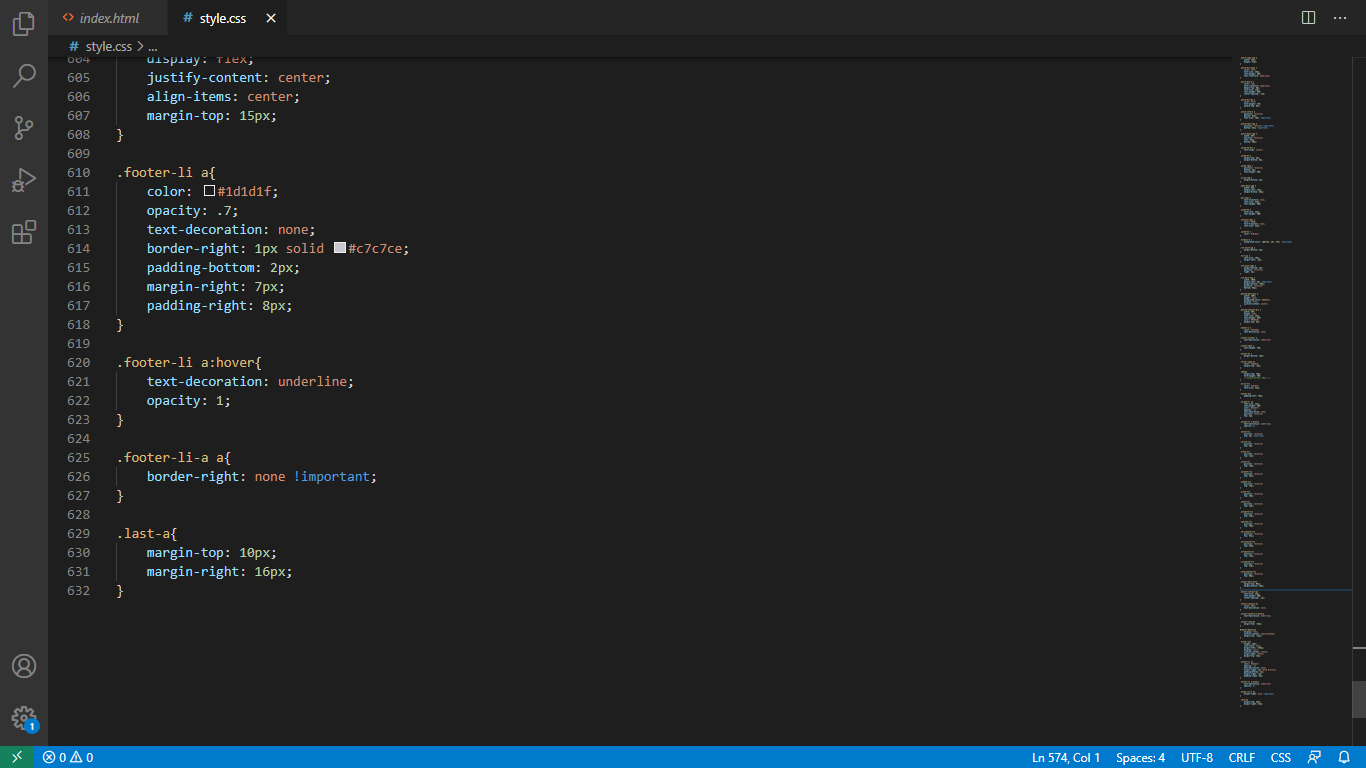 index.html
style.css
style.css > ...
604 display: flex;
605 justify-content: center;
606 align-items: center;
607 margin-top: 15px;
608 }
609
610 .footer-li a{
611 color: #1d1d1f;
612 opacity: .7;
613 text-decoration: none;
614 border-right: 1px solid #c7c7ce;
615 padding-bottom: 2px;
616 margin-right: 7px;
617 padding-right: 8px;
618 }
619
620 .footer-li a:hover{
621 text-decoration: underline;
622 opacity: 1;
623 }
624
625 .footer-li-a a{
626 border-right: none !important;
627 }
628
629 .last-a{
630 margin-top: 10px;
631 margin-right: 16px;
632 }
1
0 0 Ln 574, Col 1 Spaces: 4 UTF-8 CRLF CSS